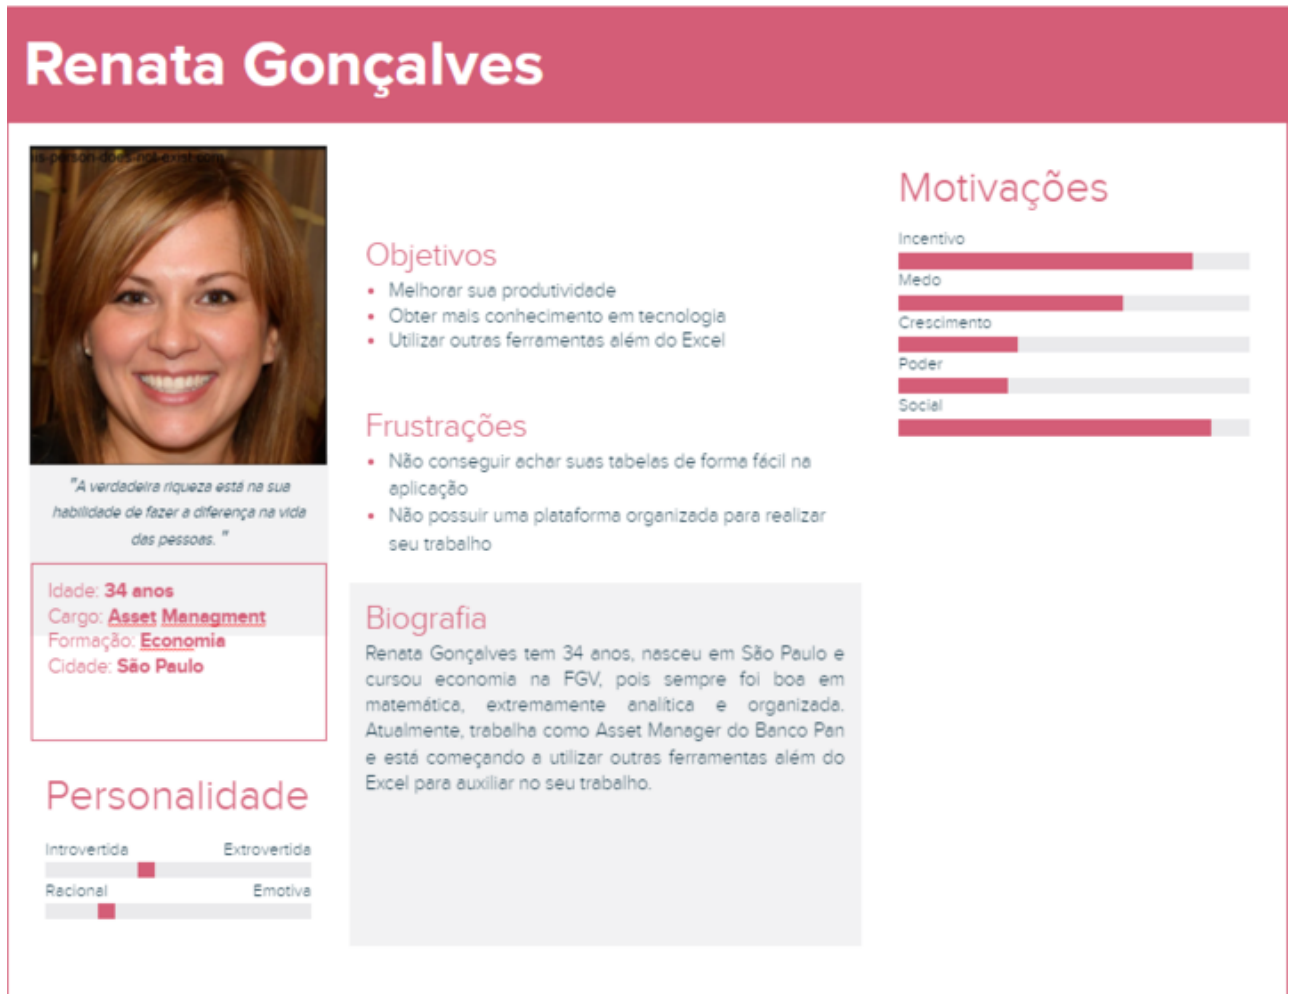 Renata Gonçalves
is-person-does-not-exist.com
"A verdadeira riqueza está na sua
habilidade de fazer a diferença na vida
das pessoas. "
Idade: 34 anos
Cargo: Asset Managment
Formação: Economia
Cidade: São Paulo
Personalidade
Introvertida Extrovertida
Racional Emotiva
Objetivos
• Melhorar sua produtividade
• Obter mais conhecimento em tecnologia
• Utilizar outras ferramentas além do Excel
Frustrações
• Não conseguir achar suas tabelas de forma fácil na
aplicação
• Não possuir uma plataforma organizada para realizar
seu trabalho
Biografia
Renata Gonçalves tem 34 anos, nasceu em São Paulo e
cursou economia na FGV, pois sempre foi boa em
matemática, extremamente analítica e organizada.
Atualmente, trabalha como Asset Manager do Banco Pan
e está começando a utilizar outras ferramentas além do
Excel para auxiliar no seu trabalho.
Motivações
Incentivo
Medo
Crescimento
Poder
Social